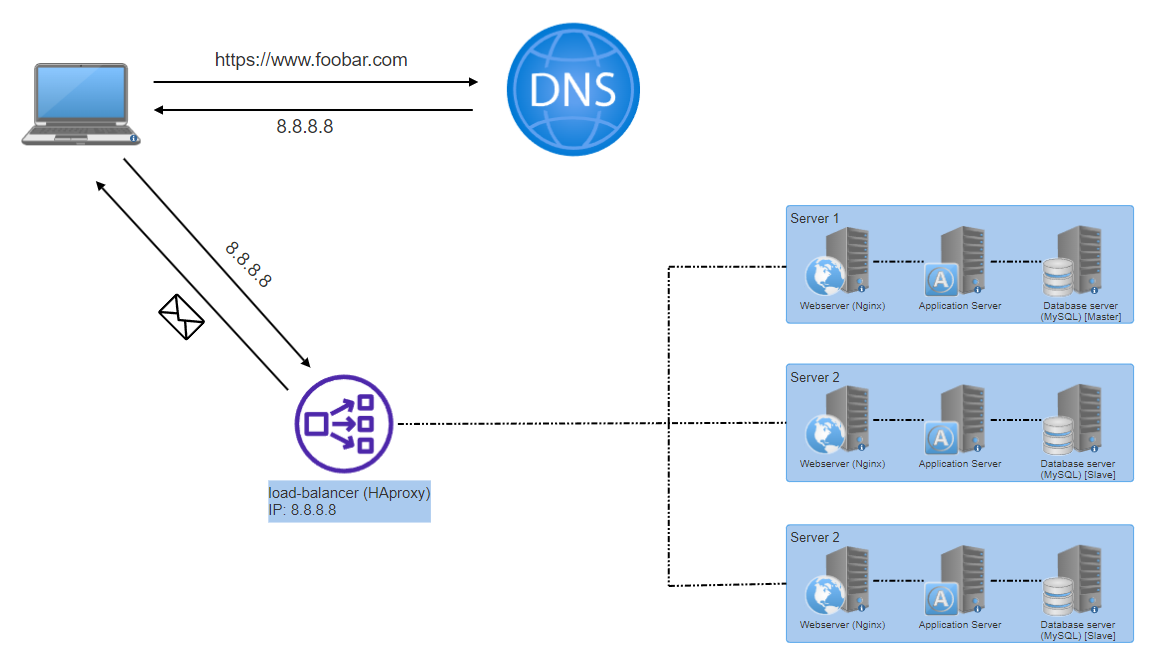 https://www.foobar.com
DNS
8.8.8.8
8.8.8.8
load-balancer (HAproxy)
IP: 8.8.8.8
Server 1
Webserver (Nginx)
A
Application Server
Database server
(MySQL) [Master]
Server 2
Webserver (Nginx)
A
Application Server
Database server
(MySQL) [Slave]
Server 2
Webserver (Nginx)
A
Application Server
Database server
(MySQL) [Slave]